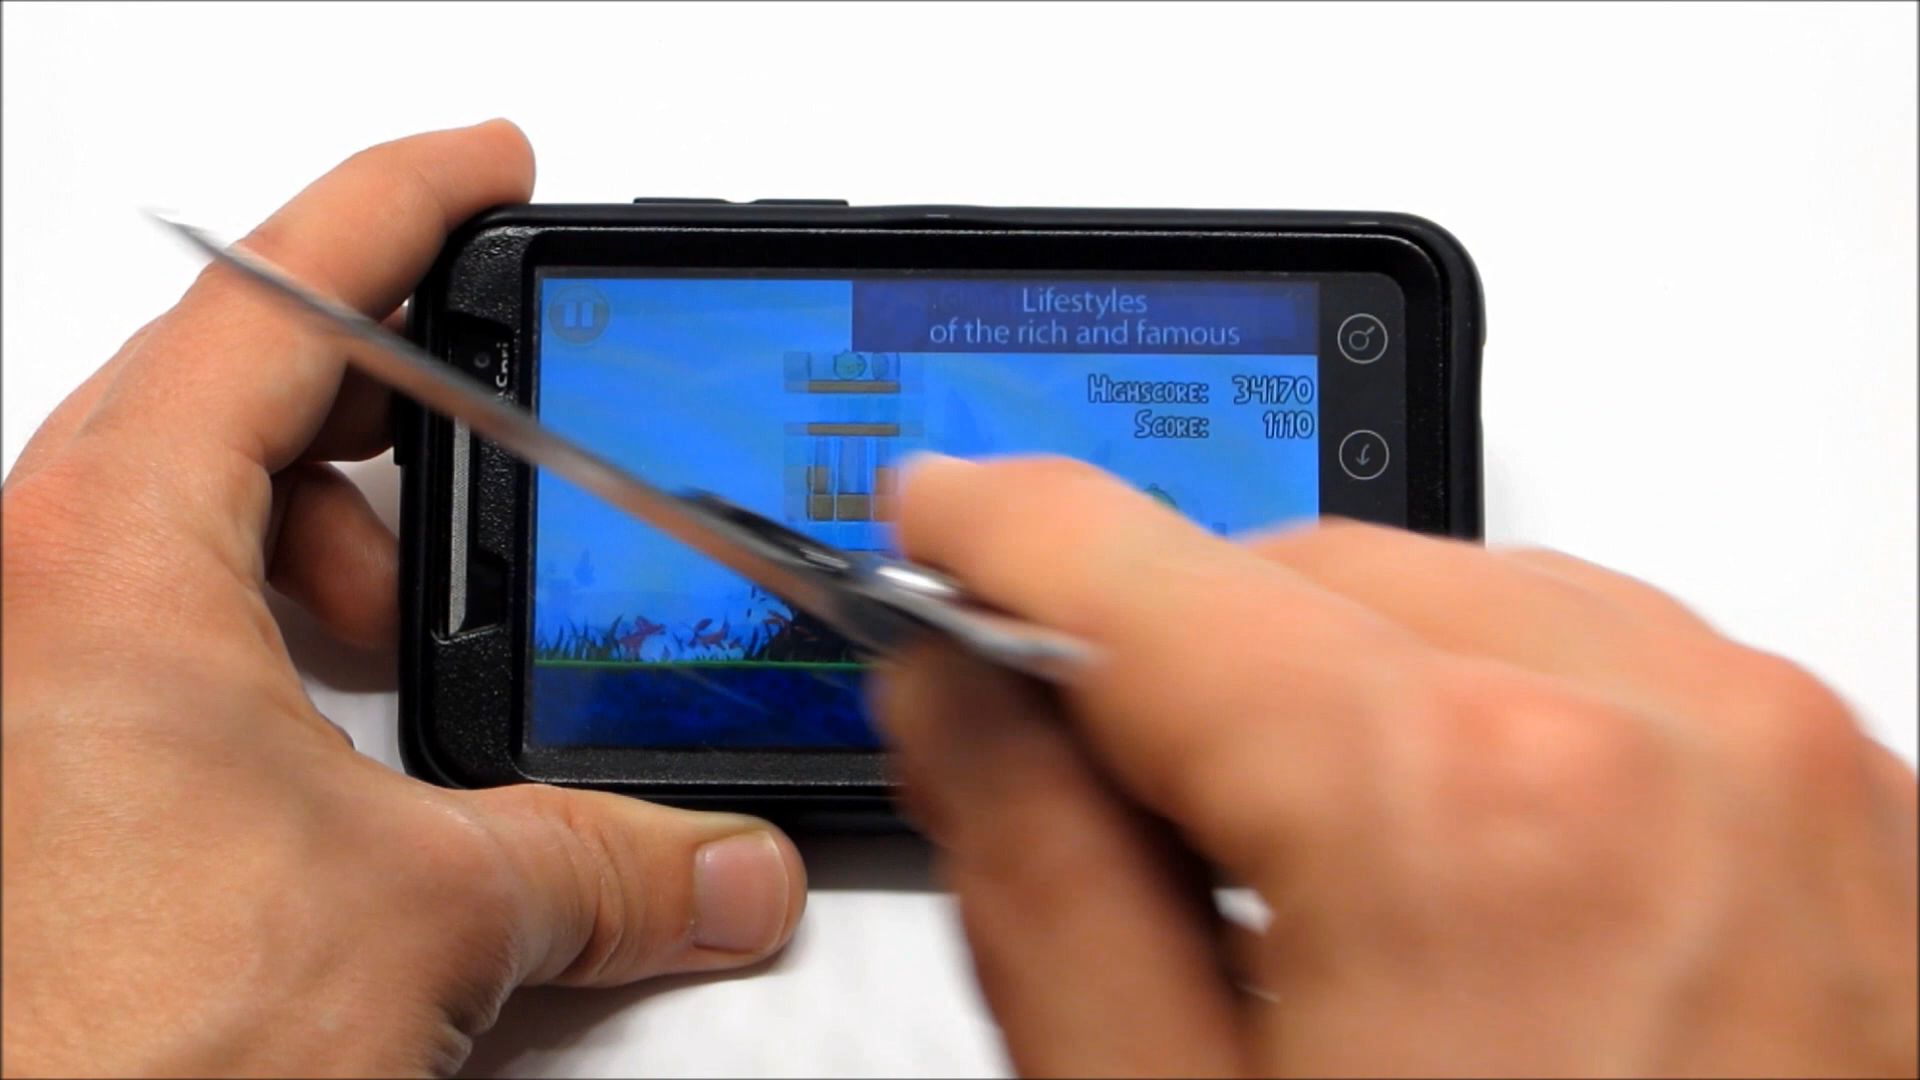 Lifestyles
of the rich and famous
Highscore: 34170
Score: 1110